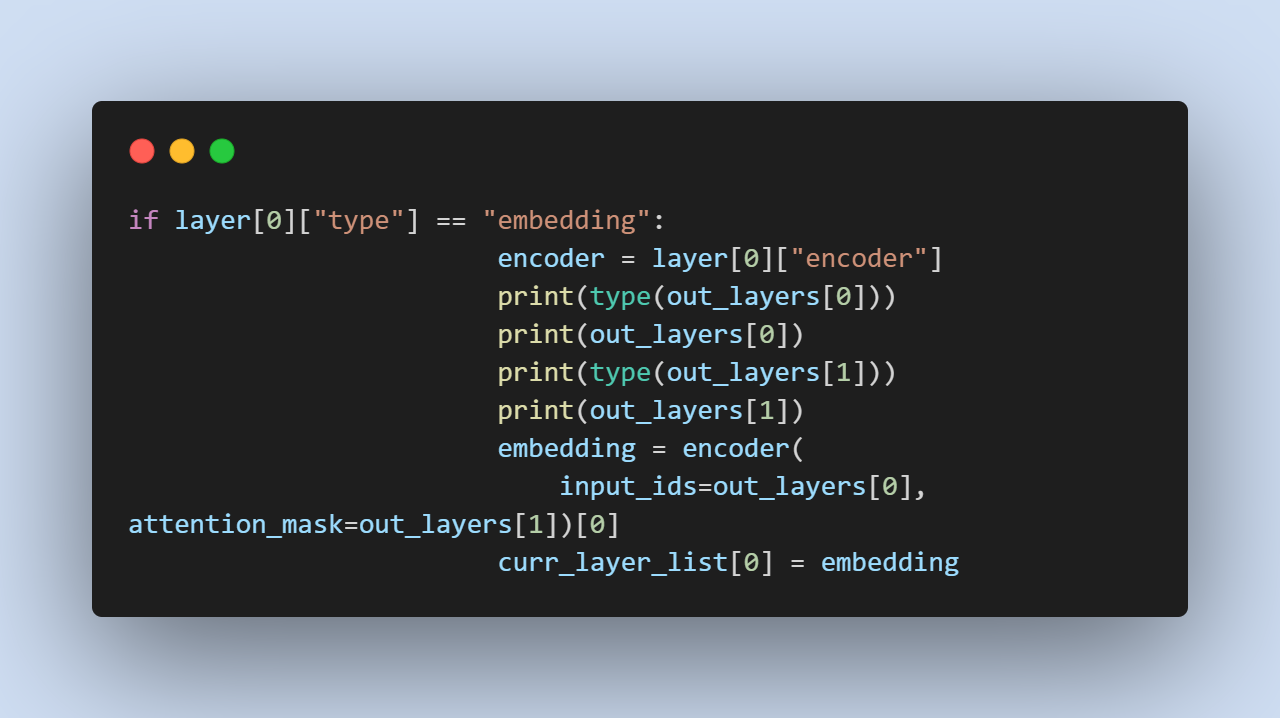 if layer[0]["type"] == "embedding":
                        encoder = layer[0]["encoder"]
                        print(type(out_layers[0]))
                        print(out_layers[0])
                        print(type(out_layers[1]))
                        print(out_layers[1])
                        embedding = encoder(
                            input_ids=out_layers[0],
attention_mask=out_layers[1])[0]
                        curr_layer_list[0] = embedding